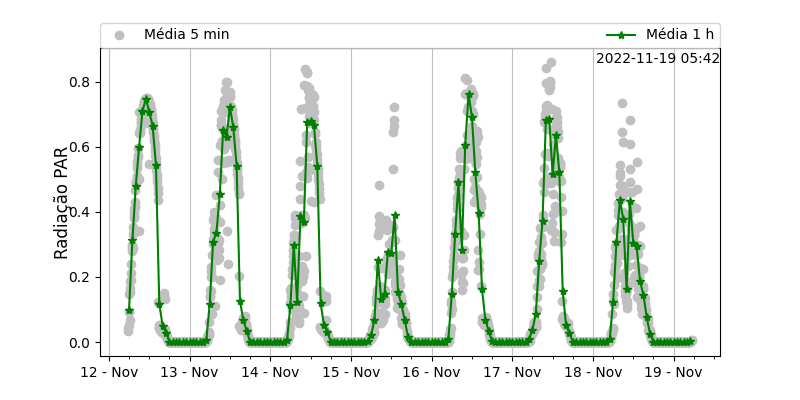 Média 5 min
Média 1 h
2022-11-19 05:42
Radiação PAR
0.8
0.6
0.4
0.2
0.0
12 - Nov
13 - Nov
14 - Nov
15 - Nov
16 - Nov
17 - Nov
18 - Nov
19 - Nov